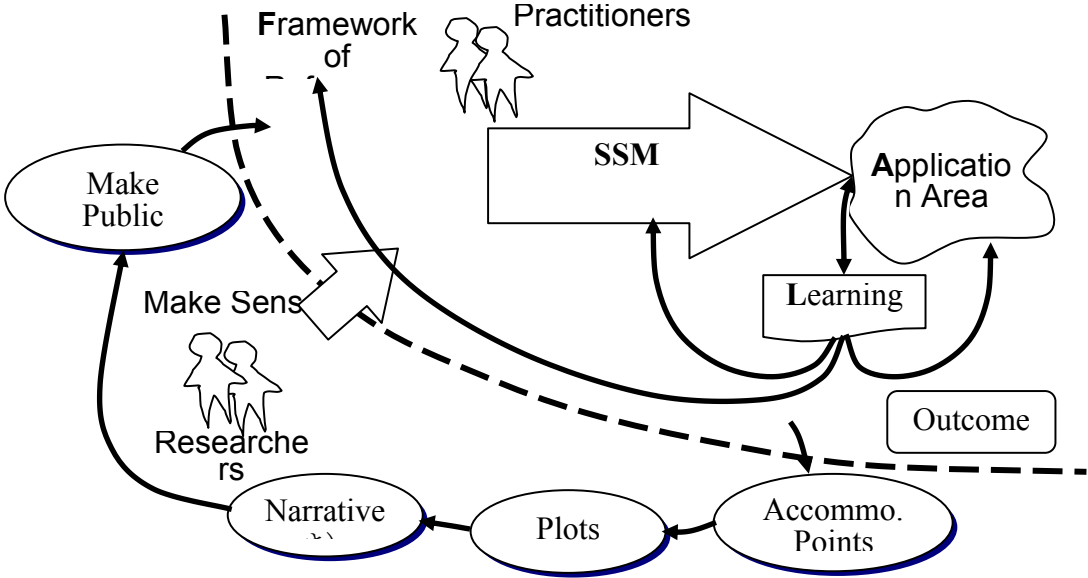 Practitioners
Framework
of
SSM
Applicatio
n Area
Make
Public
Learning
Make Sens
Outcome
Researche
rs
Narrative
Plots
Accommo.
Points